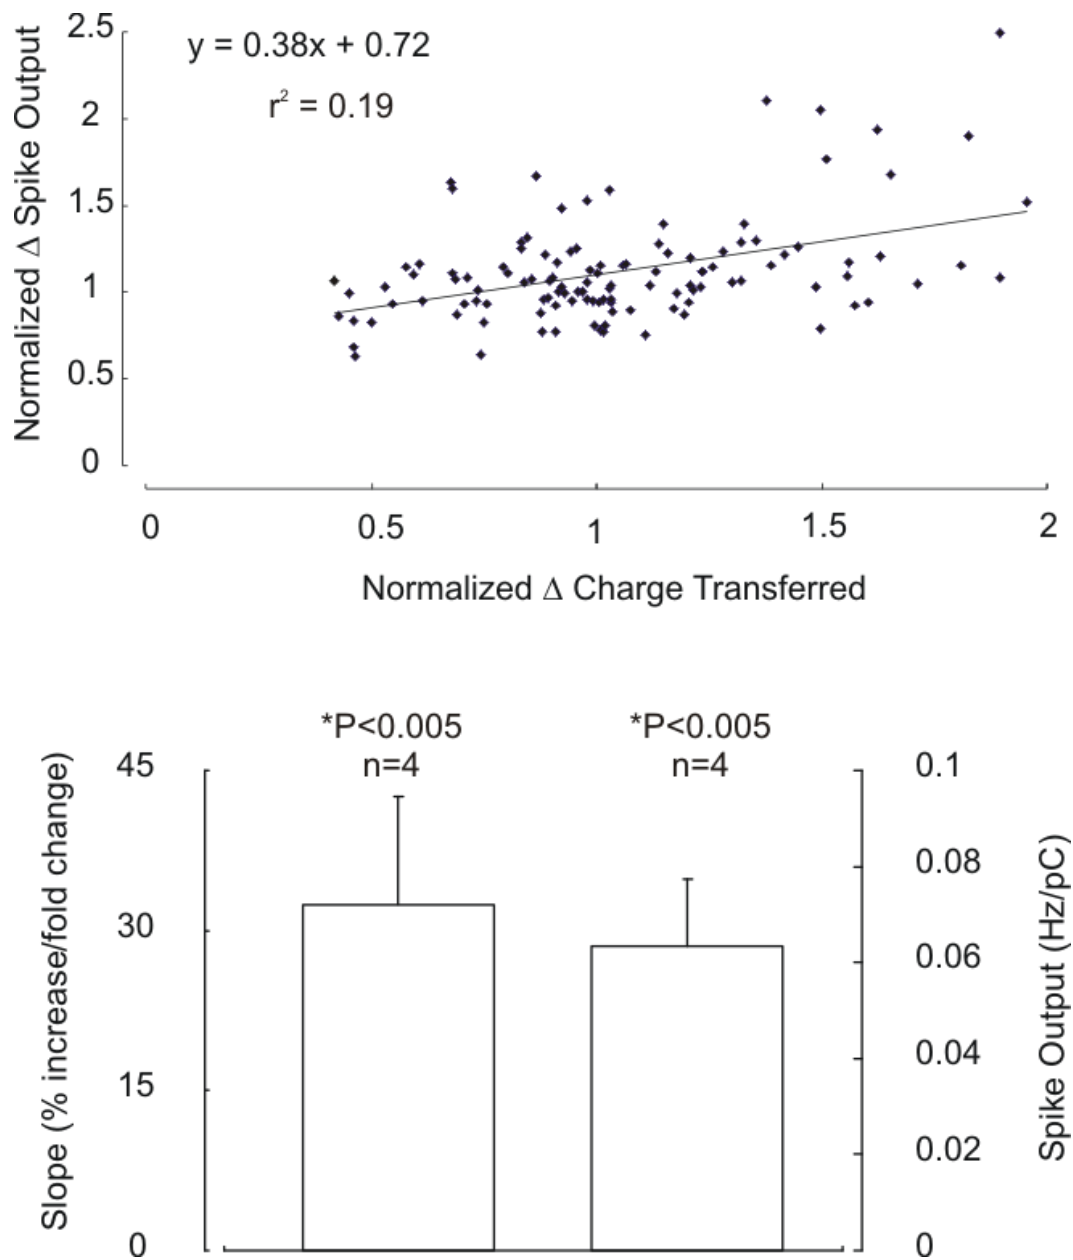 2.5
y = 0.38x + 0.72
r² = 0.19
2
1.5
1
0.5
0
Normalized Δ Spike Output
0 0.5 1 1.5 2
Normalized Δ Charge Transferred
*P<0.005 *P<0.005
n=4 n=4
45
30
15
0
Slope (% increase/fold change)
0.1
0.08
0.06
0.04
0.02
0
Spike Output (Hz/pC)